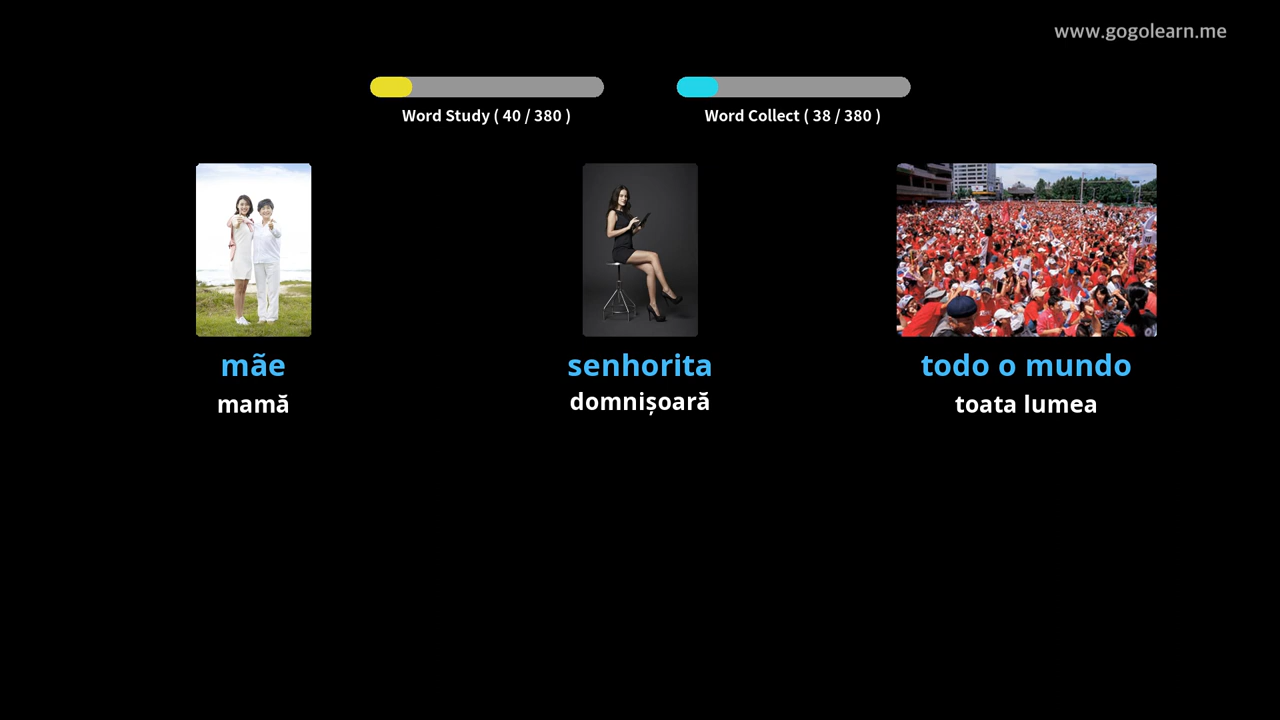 www.gogolearn.me
Word Study ( 40 / 380 )
Word Collect ( 38 / 380 )
mãe
senhorita
todo o mundo
mamă
domnișoară
toata lumea